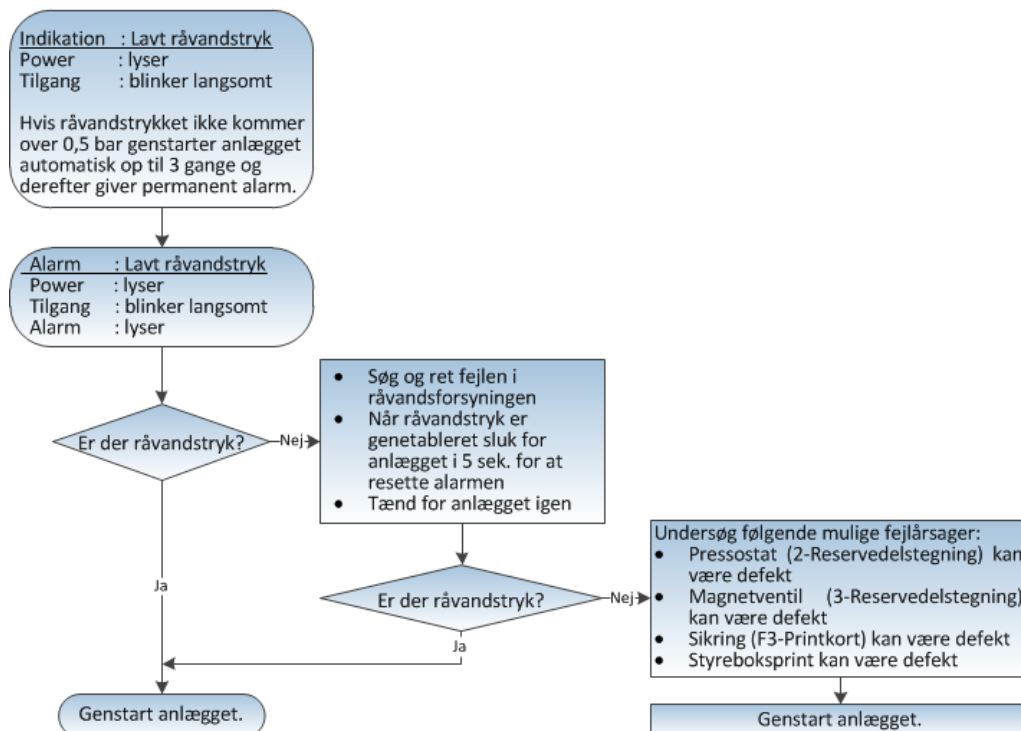 Indikation : Lavt råvandstryk
Power : lyser
Tilgang : blinker langsomt
Hvis råvandstrykket ikke kommer
over 0,5 bar genstarter anlægget
automatisk op til 3 gange og
derefter giver permanent alarm.
Alarm : Lavt råvandstryk
Power : lyser
Tilgang : blinker langsomt
Alarm : lyser
Er der råvandstryk?
Nej
• Søg og ret fejlen i
råvandsforsyningen
• Når råvandstryk er
genetableret sluk for
anlægget i 5 sek. for at
resette alarmen
• Tænd for anlægget igen
Ja
Er der råvandstryk?
Nej
Undersøg følgende mulige fejlårsager:
• Pressostat (2-Reservedelstegning) kan
være defekt
• Magnetventil (3-Reservedelstegning)
kan være defekt
• Sikring (F3-Printkort) kan være defekt
• Styreboksprint kan være defekt
Ja
Genstart anlægget.
Genstart anlægget.